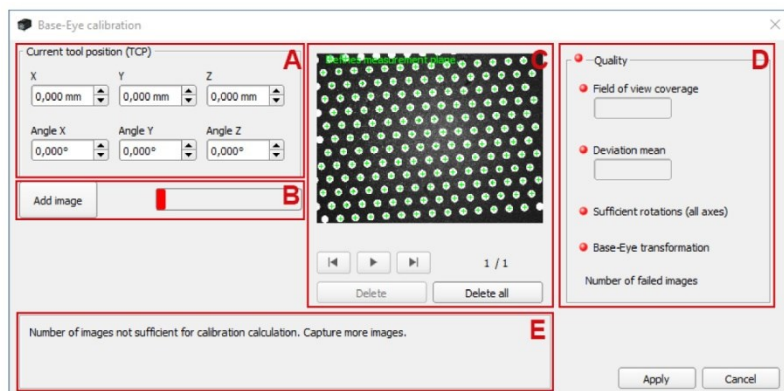 Base-Eye calibration
Current tool position (TCP)
A
X Y Z
0,000 mm 0,000 mm 0,000 mm
Angle X Angle Y Angle Z
0,000° 0,000° 0,000°
Add image
B
Defines measurement plane
C
1 / 1
Delete Delete all
D
Quality
Field of view coverage
Deviation mean
Sufficient rotations (all axes)
Base-Eye transformation
Number of failed images
Number of images not sufficient for calibration calculation. Capture more images.
E
Apply Cancel